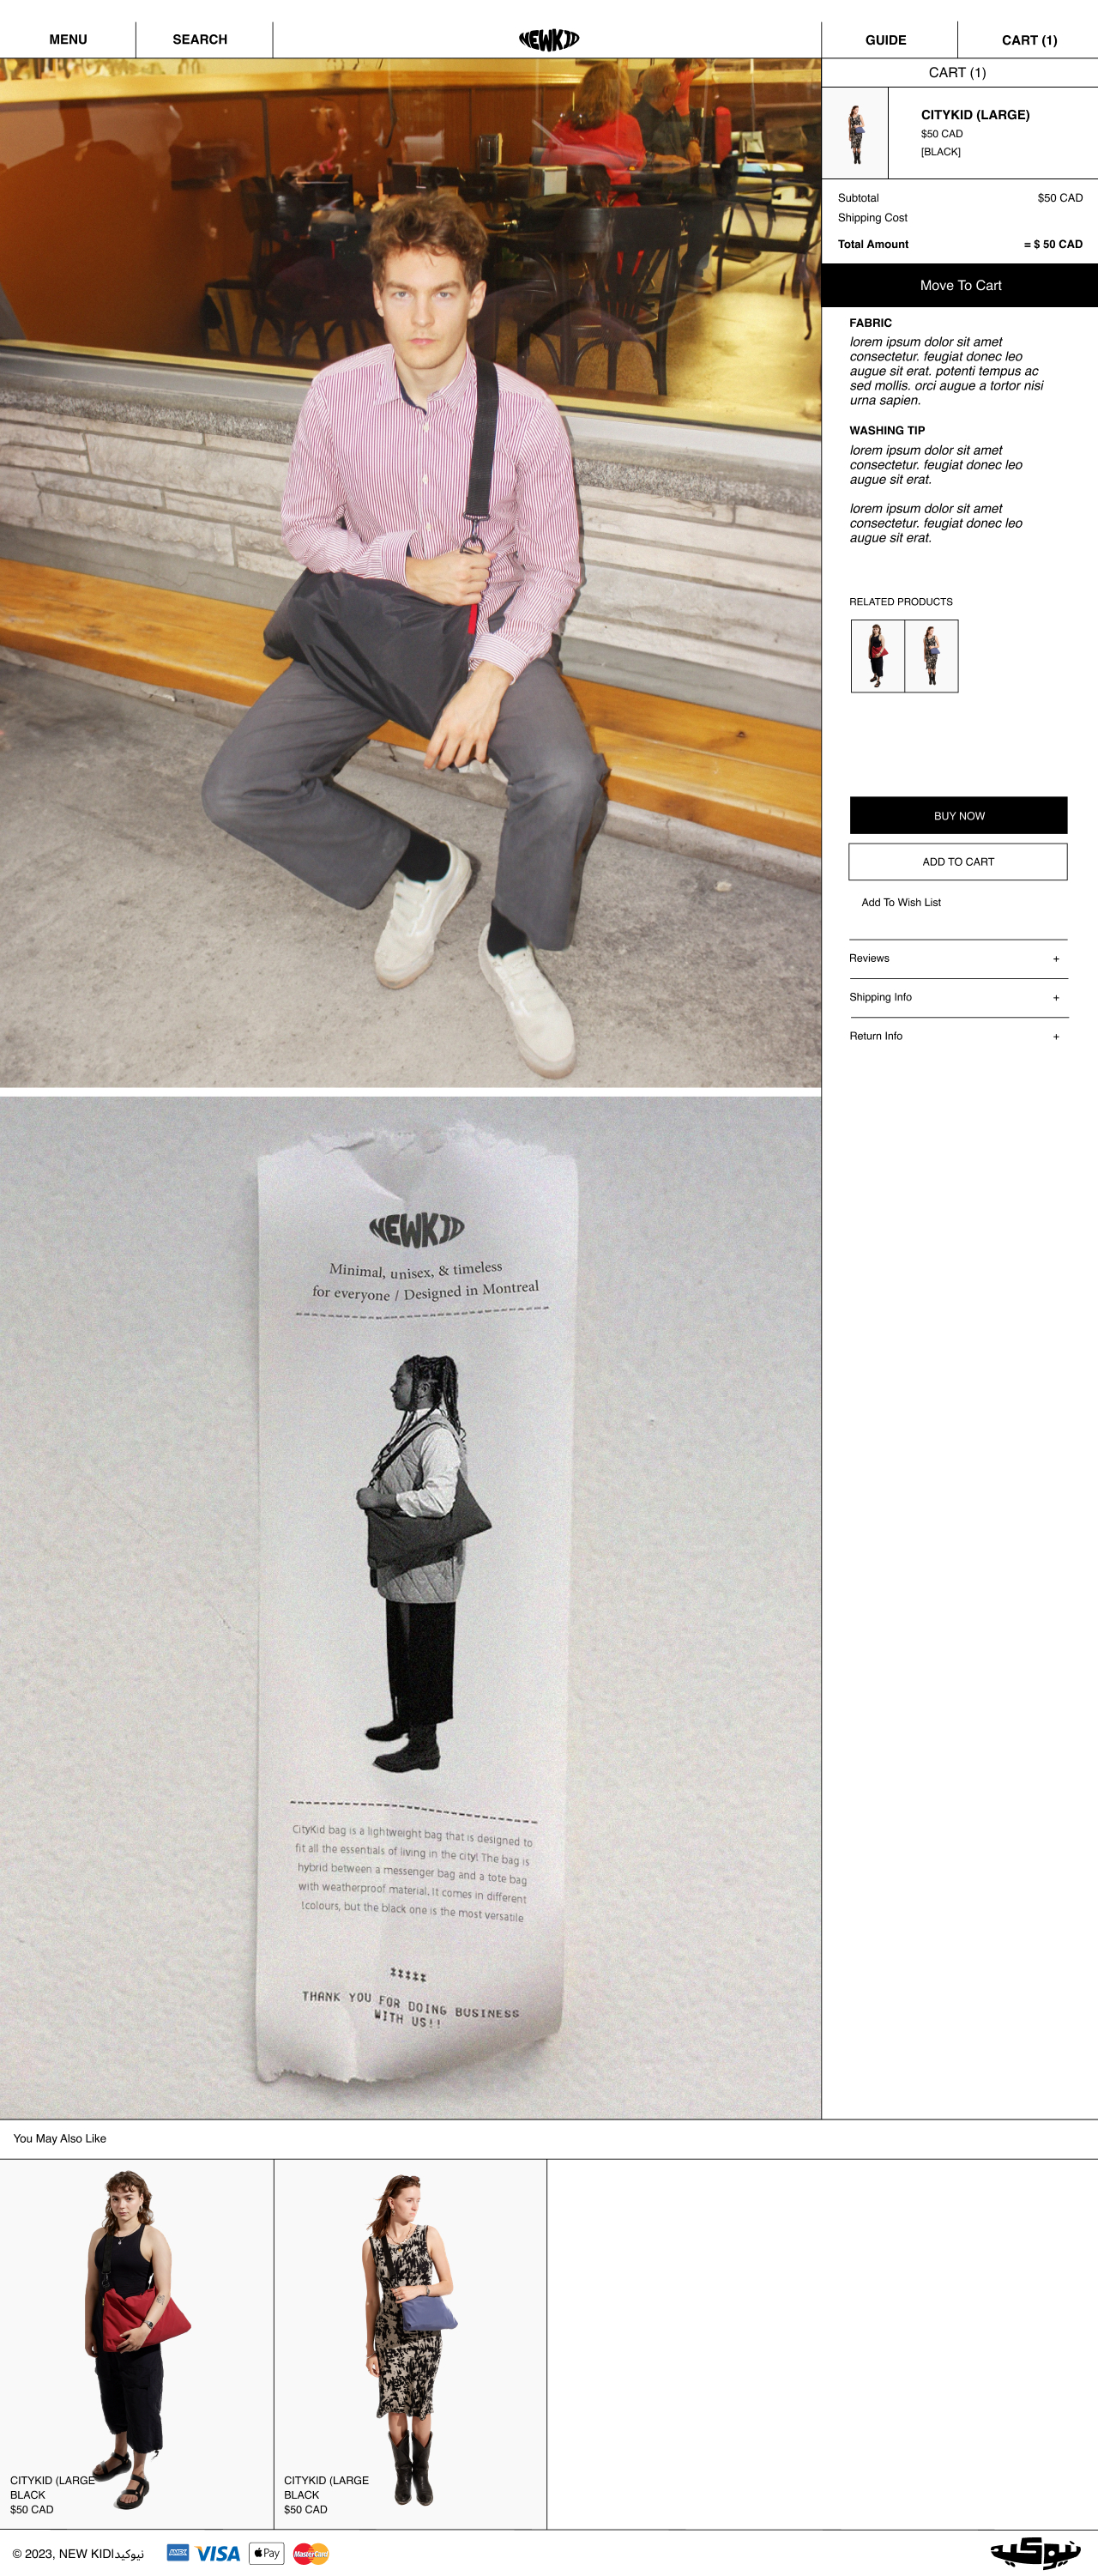 MENU
SEARCH
NEWKID
GUIDE
CART (1)
CART (1)
CITYKID (LARGE)
$50 CAD
[BLACK]
Subtotal
$50 CAD
Shipping Cost
Total Amount
= $ 50 CAD
Move To Cart
FABRIC
lorem ipsum dolor sit amet
consectetur. feugiat donec leo
augue sit erat. potenti tempus ac
sed mollis. orci augue a tortor nisi
urna sapien.
WASHING TIP
lorem ipsum dolor sit amet
consectetur. feugiat donec leo
augue sit erat.
lorem ipsum dolor sit amet
consectetur. feugiat donec leo
augue sit erat.
RELATED PRODUCTS
BUY NOW
ADD TO CART
Add To Wish List
Reviews
+
Shipping Info
+
Return Info
+
NEWKID
Minimal, unisex, & timeless
for everyone / Designed in Montreal
CityKid bag is a lightweight bag that is designed to
fit all the essentials of living in the city! The bag is
hybrid between a messenger bag and a tote bag
with weatherproof material. It comes in different
!colours, but the black one is the most versatile
THANK YOU FOR DOING BUSINESS
WITH US!!
You May Also Like
CITYKID (LARGE
BLACK
$50 CAD
CITYKID (LARGE
BLACK
$50 CAD
© 2023, NEW KID|نيوكيد
AMEX
VISA
Pay
MasterCard
نيوكيد